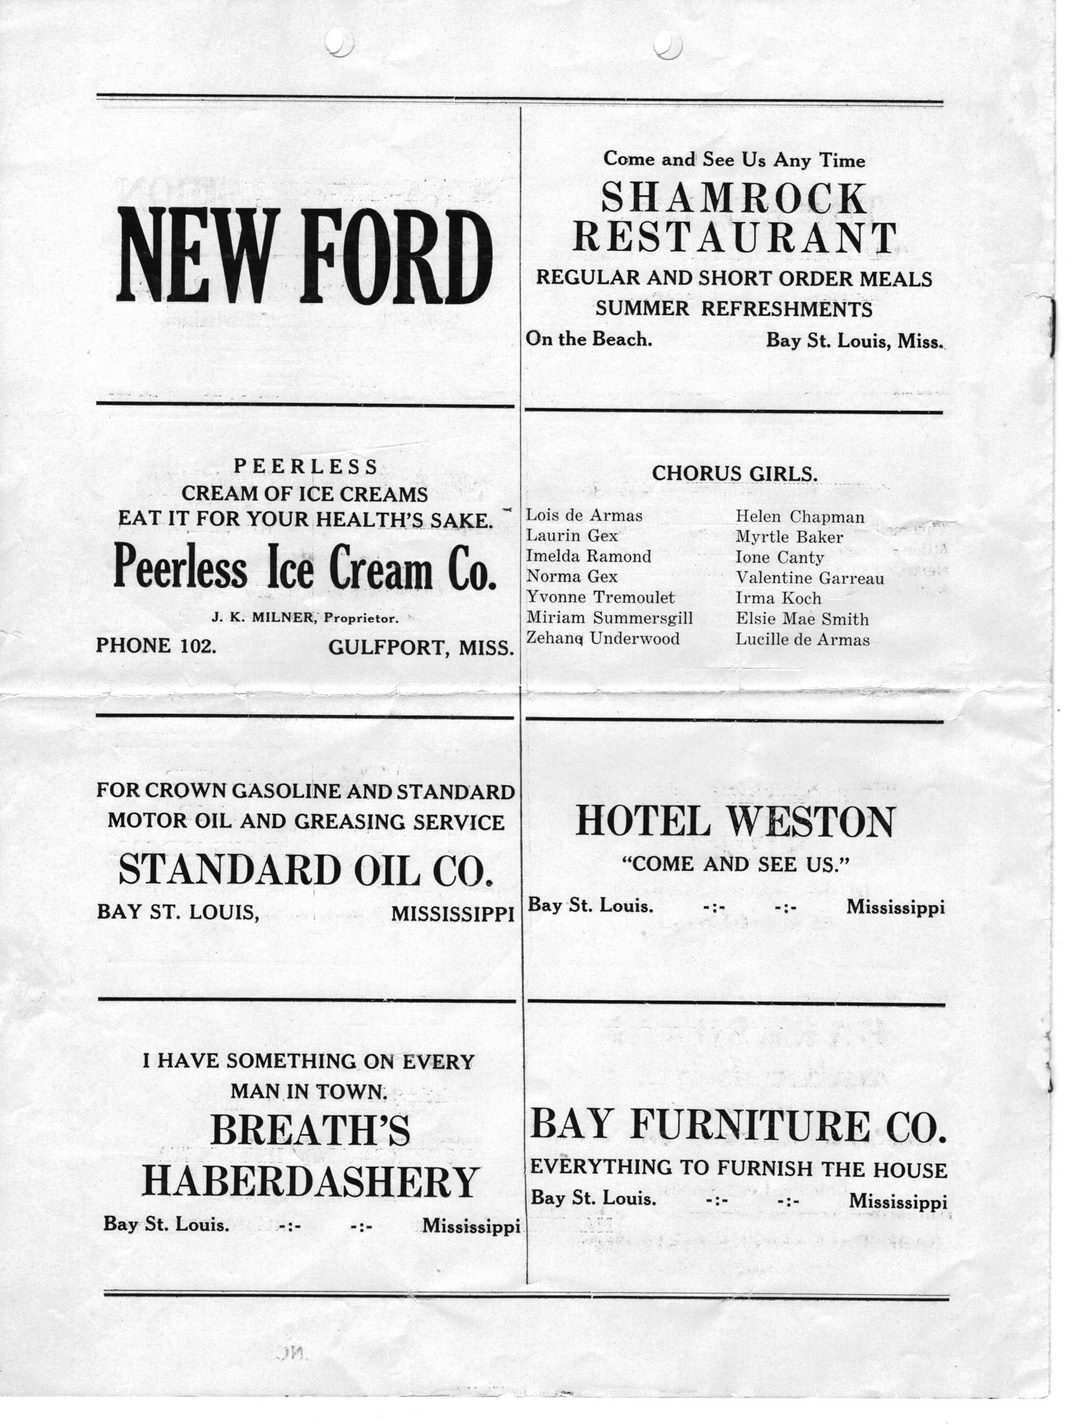 NEW FORD
Come and See Us Any Time
SHAMROCK
RESTAURANT
REGULAR AND SHORT ORDER MEALS
SUMMER REFRESHMENTS
On the Beach. Bay St. Louis, Miss.
PEERLESS
CREAM OF ICE CREAMS
EAT IT FOR YOUR HEALTH'S SAKE.
Peerless Ice Cream Co.
J. K. MILNER, Proprietor.
PHONE 102. GULFPORT, MISS.
CHORUS GIRLS.
Lois de Armas
Laurin Gex
Imelda Ramond
Norma Gex
Yvonne Tremoulet
Miriam Summersgill
Zehanq Underwood
Helen Chapman
Myrtle Baker
Ione Canty
Valentine Garreau
Irma Koch
Elsie Mae Smith
Lucille de Armas
FOR CROWN GASOLINE AND STANDARD
MOTOR OIL AND GREASING SERVICE
STANDARD OIL CO.
BAY ST. LOUIS, MISSISSIPPI
HOTEL WESTON
"COME AND SEE US."
Bay St. Louis. -:- -:- Mississippi
I HAVE SOMETHING ON EVERY
MAN IN TOWN.
BREATH'S
HABERDASHERY
Bay St. Louis. -:- -:- Mississippi
BAY FURNITURE CO.
EVERYTHING TO FURNISH THE HOUSE
Bay St. Louis. -:- -:- Mississippi